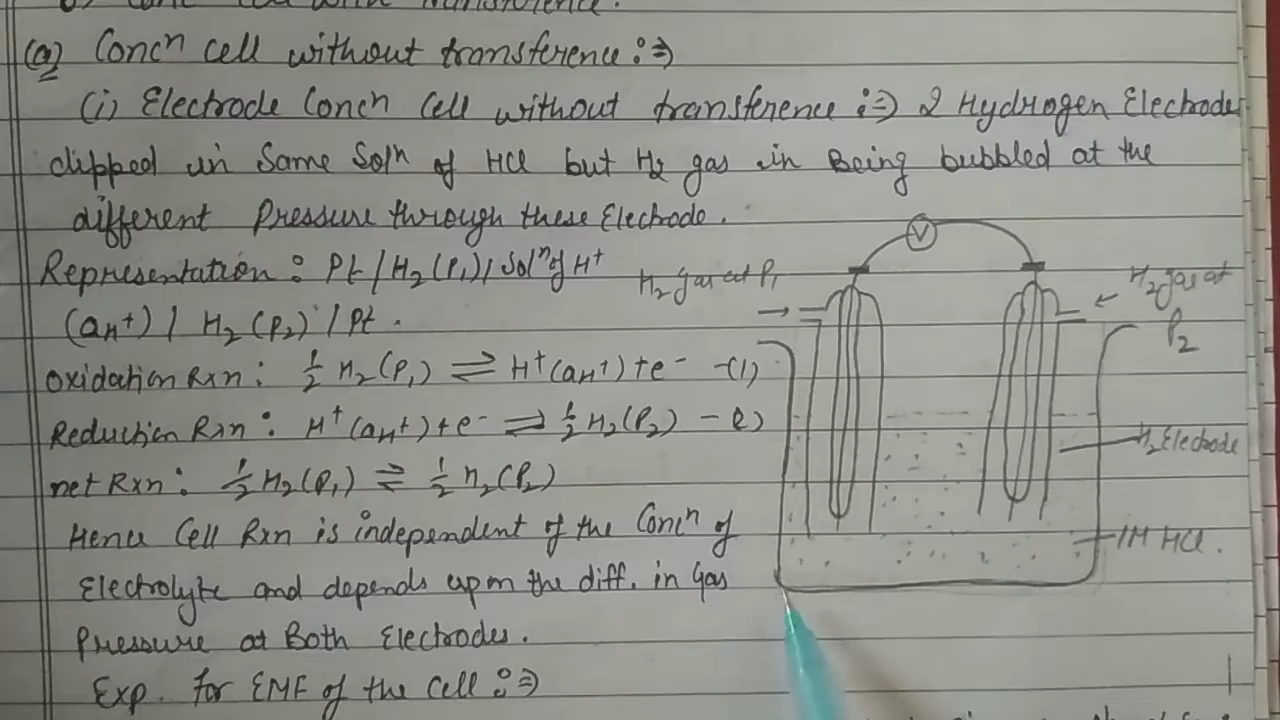 (a) Concn cell without transference :⇒
(i) Electrode Concn Cell without transference :⇒ 2 Hydrogen Electrode
dipped in Same Soln of HCl but H2 gas in Being bubbled at the
different Pressure through these Electrode.
Representation : Pt / H2 (P1) / Soln of H+
(aH+) / H2 (P2) / Pt.
Oxidation Rxn : 1/2 H2 (P1) ⇌ H+ (aH+) + e- -(1)
Reduction Rxn : H+ (aH+) + e- ⇌ 1/2 H2 (P2) - 2)
net Rxn : 1/2 H2 (P1) ⇌ 1/2 H2 (P2)
Hence Cell Rxn is independent of the Concn of
Electrolyte and depends upon the diff. in Gas
Pressure at Both Electrodes.
Exp. for EMF of the Cell :⇒
V
H2 gas at P1
H2 gas at
P2
H2 Electrode
1M HCl.